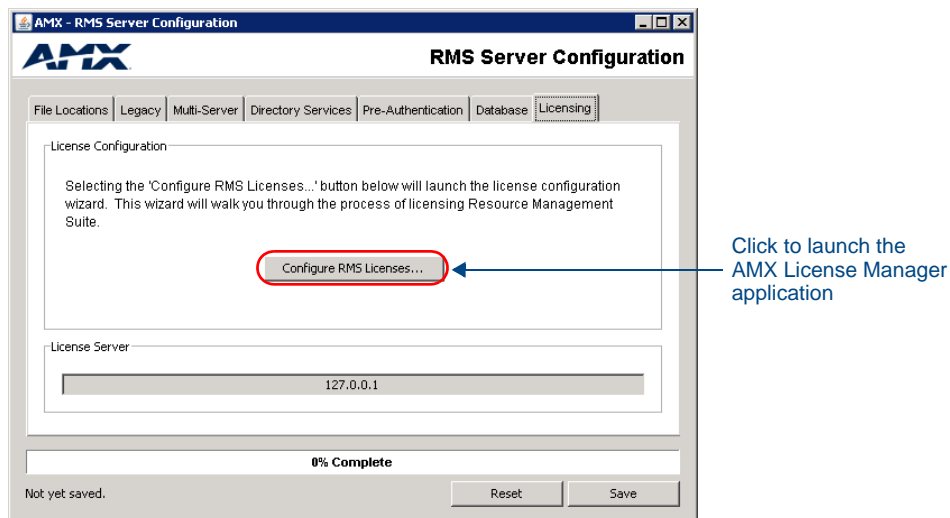 AMX - RMS Server Configuration
AMX
RMS Server Configuration
File Locations
Legacy
Multi-Server
Directory Services
Pre-Authentication
Database
Licensing
License Configuration
Selecting the 'Configure RMS Licenses...' button below will launch the license configuration
wizard. This wizard will walk you through the process of licensing Resource Management
Suite.
Configure RMS Licenses...
Click to launch the
AMX License Manager
application
License Server
127.0.0.1
0% Complete
Not yet saved.
Reset
Save